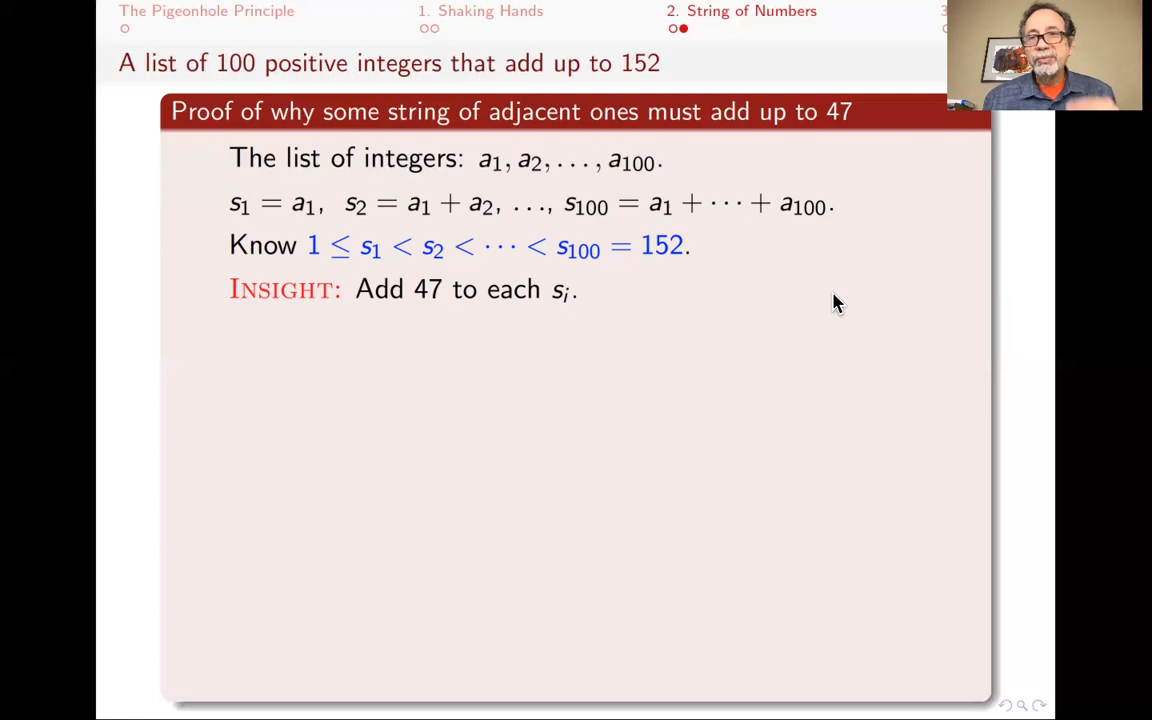 The Pigeonhole Principle 1. Shaking Hands 2. String of Numbers 3
A list of 100 positive integers that add up to 152
Proof of why some string of adjacent ones must add up to 47
The list of integers: a₁, a₂, . . . , a₁₀₀.
s₁ = a₁, s₂ = a₁ + a₂, . . ., s₁₀₀ = a₁ + · · · + a₁₀₀.
Know 1 ≤ s₁ < s₂ < · · · < s₁₀₀ = 152.
INSIGHT: Add 47 to each sᵢ.